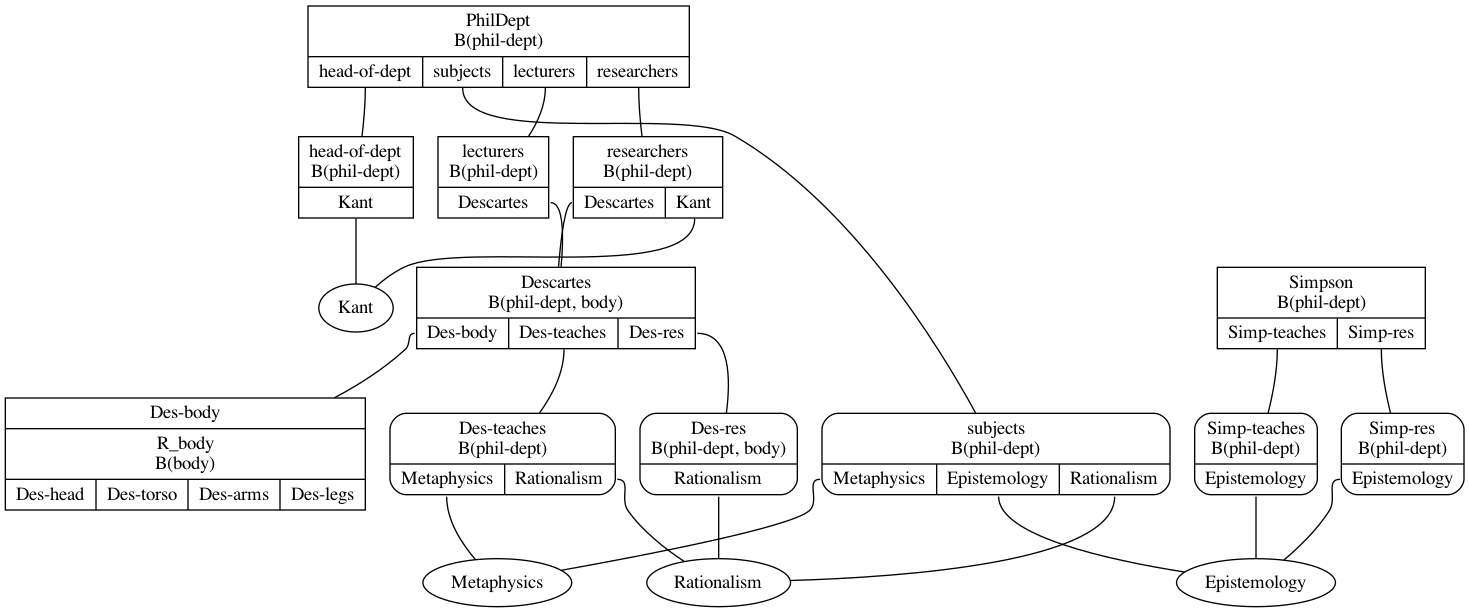 PhilDept
B(phil-dept)
head-of-dept subjects lecturers researchers
head-of-dept
B(phil-dept)
Kant
lecturers
B(phil-dept)
Descartes
researchers
B(phil-dept)
Descartes Kant
Kant
Descartes
B(phil-dept, body)
Des-body Des-teaches Des-res
Simpson
B(phil-dept)
Simp-teaches Simp-res
Des-body
R_body
B(body)
Des-head Des-torso Des-arms Des-legs
Des-teaches
B(phil-dept)
Metaphysics Rationalism
Des-res
B(phil-dept, body)
Rationalism
subjects
B(phil-dept)
Metaphysics Epistemology Rationalism
Simp-teaches
B(phil-dept)
Epistemology
Simp-res
B(phil-dept)
Epistemology
Metaphysics
Rationalism
Epistemology